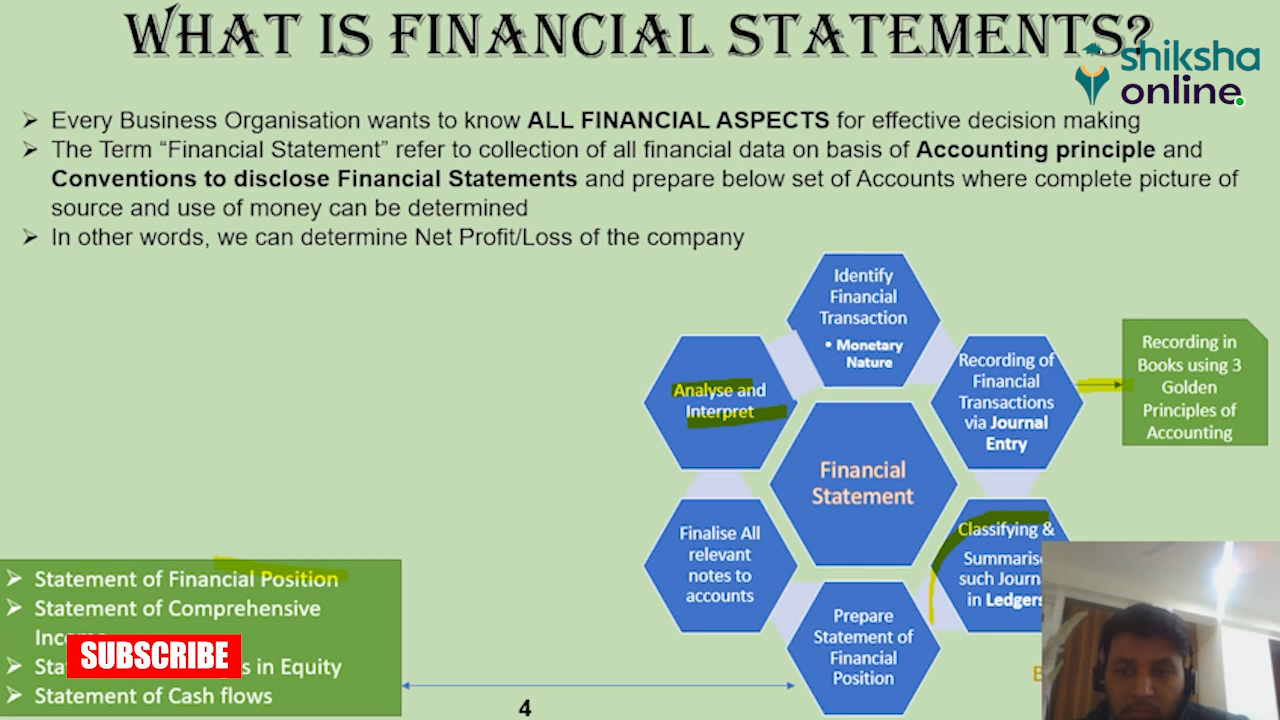 WHAT IS FINANCIAL STATEMENTS?
shiksha
online
➢ Every Business Organisation wants to know ALL FINANCIAL ASPECTS for effective decision making
➢ The Term “Financial Statement” refer to collection of all financial data on basis of Accounting principle and
Conventions to disclose Financial Statements and prepare below set of Accounts where complete picture of
source and use of money can be determined
➢ In other words, we can determine Net Profit/Loss of the company
Identify
Financial
Transaction
• Monetary
Nature
Recording of
Financial
Transactions
via Journal
Entry
Recording in
Books using 3
Golden
Principles of
Accounting
Analyse and
Interpret
Financial
Statement
Classifying &
such
in Ledgers
Finalise All
relevant
notes to
accounts
Prepare
Statement of
Financial
Position
➢ Statement of Financial Position
➢ Statement of Comprehensive
SUBSCRIBE
➢ in Equity
➢ Statement of Cash flows
4